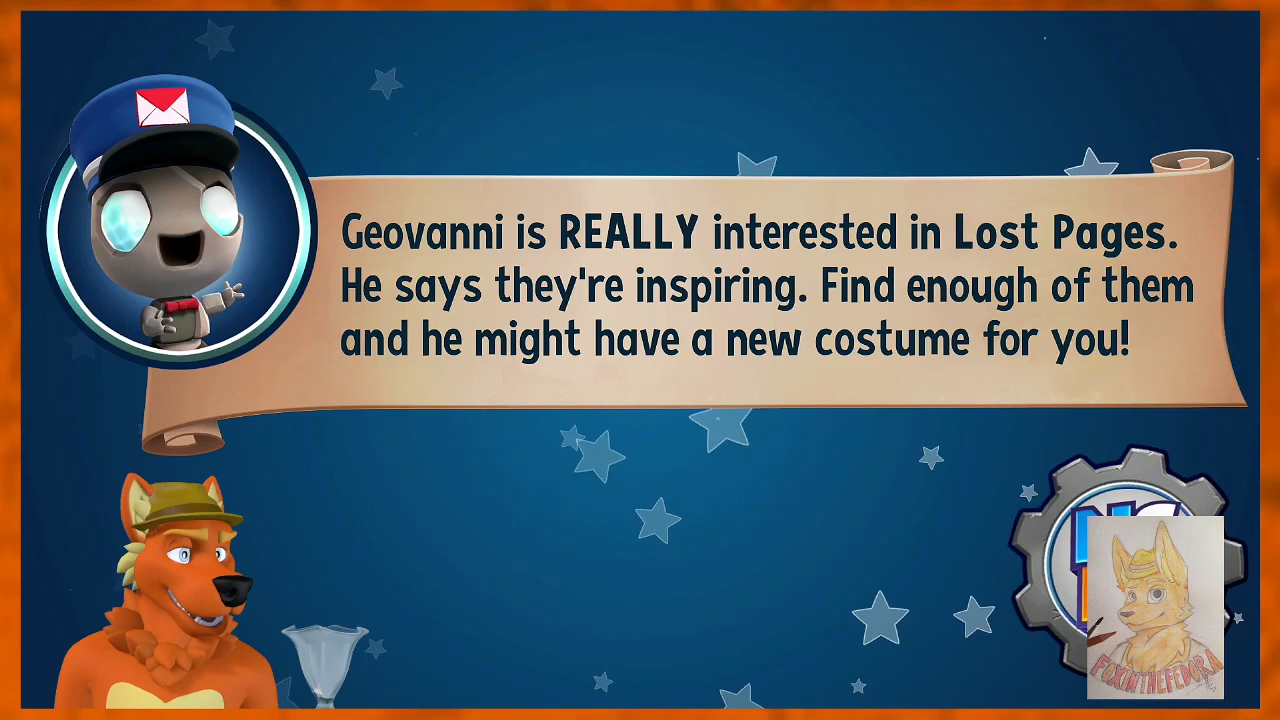 Geovanni is REALLY interested in Lost Pages.
He says they're inspiring. Find enough of them
and he might have a new costume for you!
FOXINTHEFEDORA